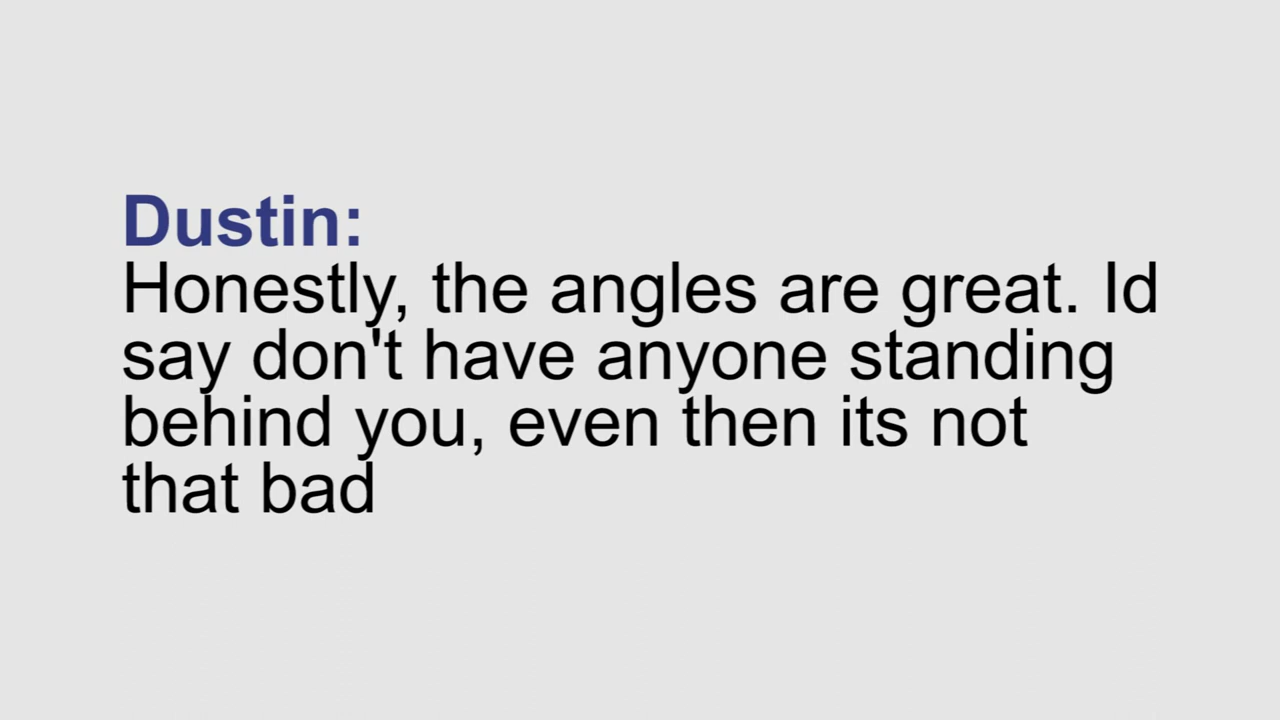 Dustin:
Honestly, the angles are great. Id
say don't have anyone standing
behind you, even then its not
that bad